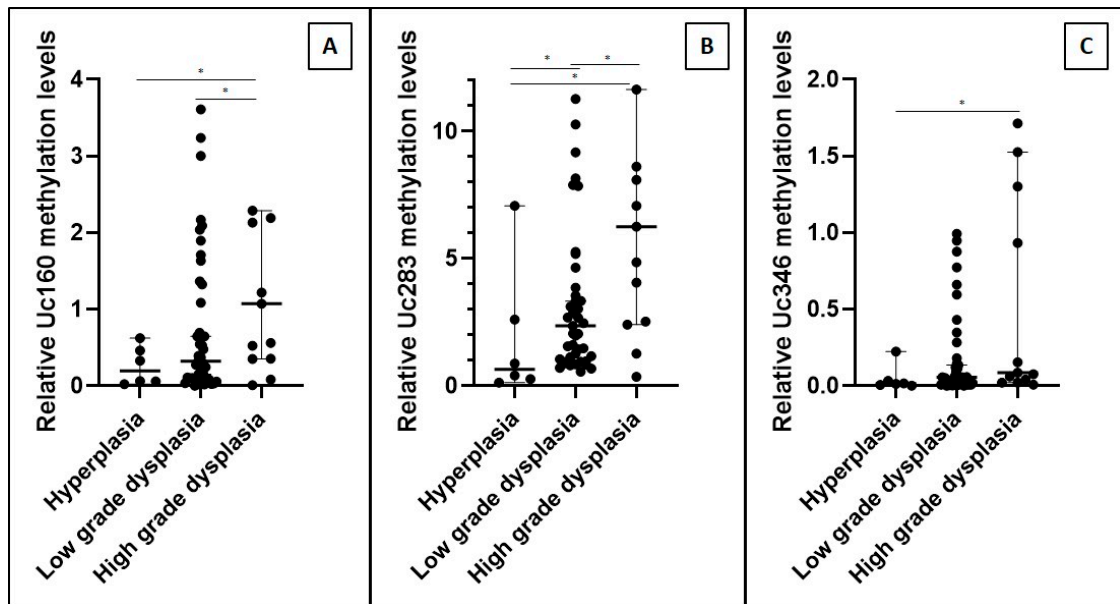 A
Relative Uc160 methylation levels
4
3
2
1
0
*
*
Hyperplasia
Low grade dysplasia
High grade dysplasia
B
Relative Uc283 methylation levels
10
5
0
*
*
*
Hyperplasia
Low grade dysplasia
High grade dysplasia
C
Relative Uc346 methylation levels
2.0
1.5
1.0
0.5
0.0
*
Hyperplasia
Low grade dysplasia
High grade dysplasia